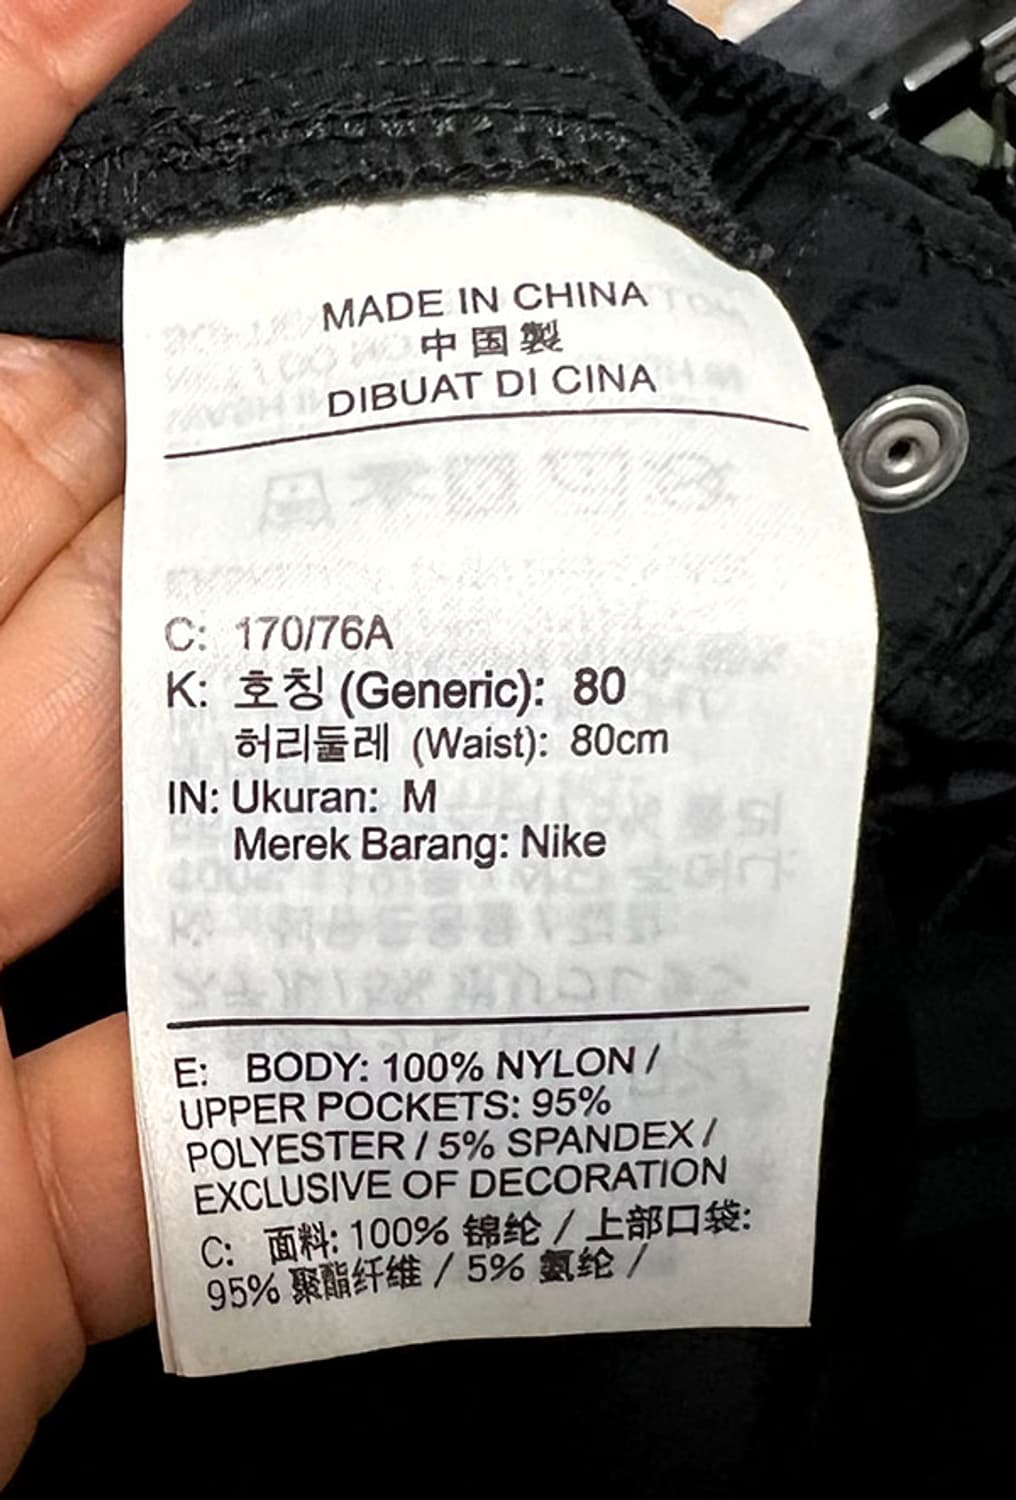 MADE IN CHINA
中国製
DIBUAT DI CINA
C: 170/76A
K: 호칭 (Generic): 80
허리둘레 (Waist): 80cm
IN: Ukuran: M
Merek Barang: Nike
E: BODY: 100% NYLON /
UPPER POCKETS: 95%
POLYESTER / 5% SPANDEX /
EXCLUSIVE OF DECORATION
C: 面料: 100% 锦纶 / 上部口袋:
95% 聚酯纤维 / 5% 氨纶 /